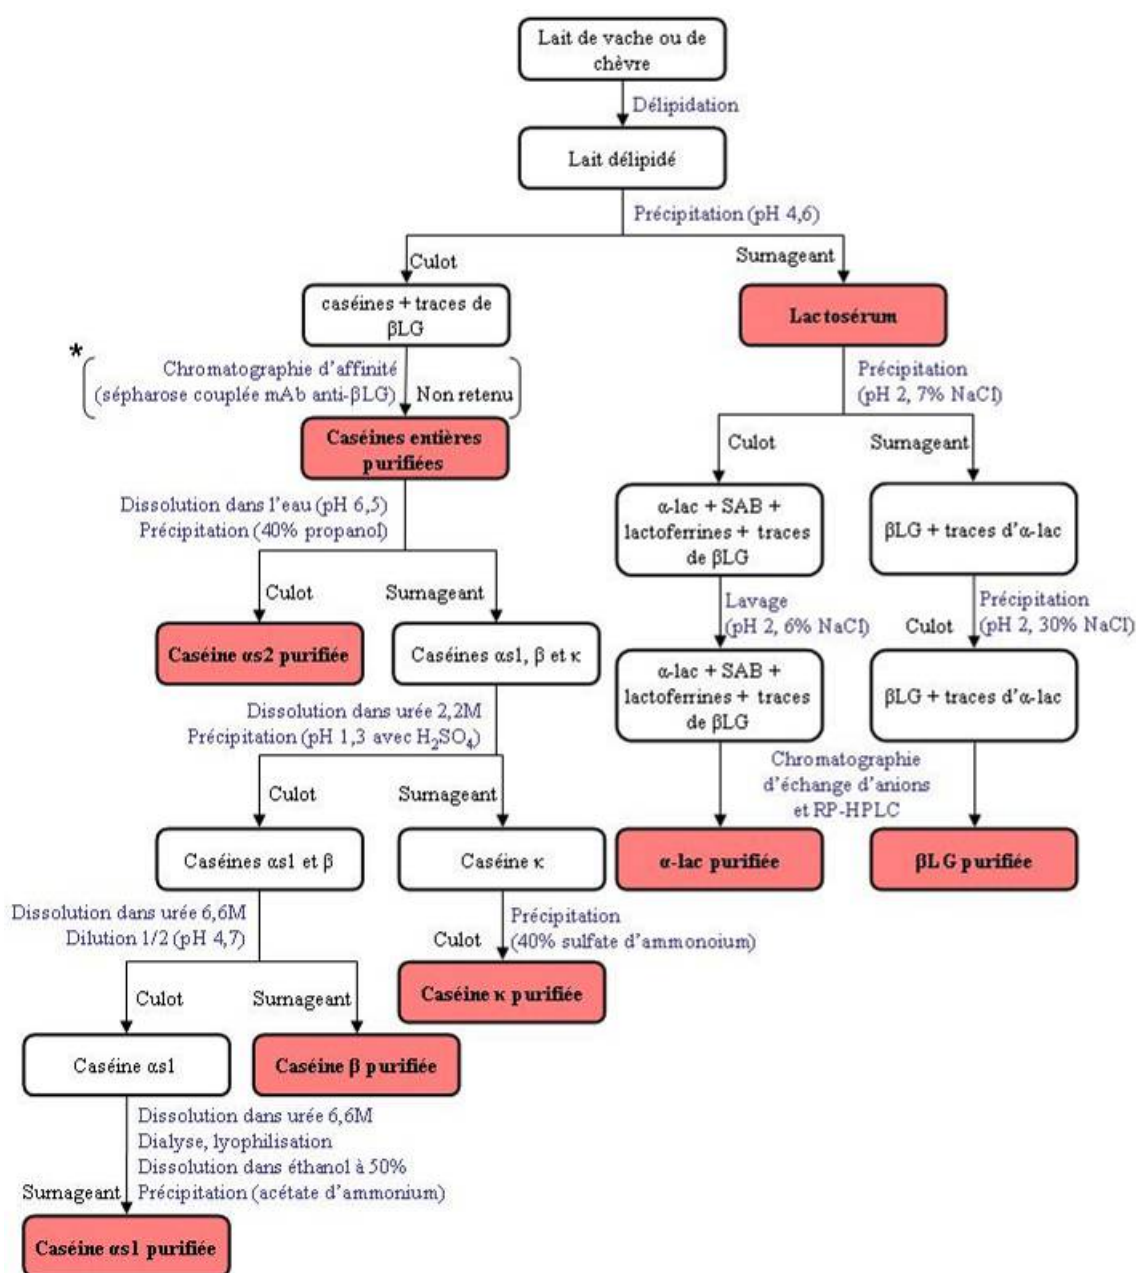 Lait de vache ou de
chèvre
Délipidation
Lait délipidé
Précipitation (pH 4,6)
Culot
Surnageant
caséines + traces de
βLG
Lactosérum
*
Chromatographie d'affinité
(sépharose couplée mAb anti-βLG)
Non retenu
Précipitation
(pH 2, 7% NaCl)
Caséines entières
purifiées
Culot
Surnageant
Dissolution dans l'eau (pH 6,5)
Précipitation (40% propanol)
α-lac + SAB +
lactoferrines + traces
de βLG
βLG + traces d'α-lac
Culot
Surnageant
Lavage
(pH 2, 6% NaCl)
Culot
Précipitation
(pH 2, 30% NaCl)
Caséine αs2 purifiée
Caséines αs1, β et κ
α-lac + SAB +
lactoferrines + traces
de βLG
βLG + traces d'α-lac
Dissolution dans urée 2,2M
Précipitation (pH 1,3 avec H₂SO₄)
Chromatographie
d'échange d'anions
et RP-HPLC
Culot
Surnageant
Caséines αs1 et β
Caséine κ
α-lac purifiée
βLG purifiée
Dissolution dans urée 6,6M
Dilution 1/2 (pH 4,7)
Culot
Précipitation
(40% sulfate d'ammonoium)
Culot
Surnageant
Caséine κ purifiée
Caséine αs1
Caséine β purifiée
Dissolution dans urée 6,6M
Dialyse, lyophilisation
Dissolution dans éthanol à 50%
Surnageant
Précipitation (acétate d'ammonium)
Caséine αs1 purifiée